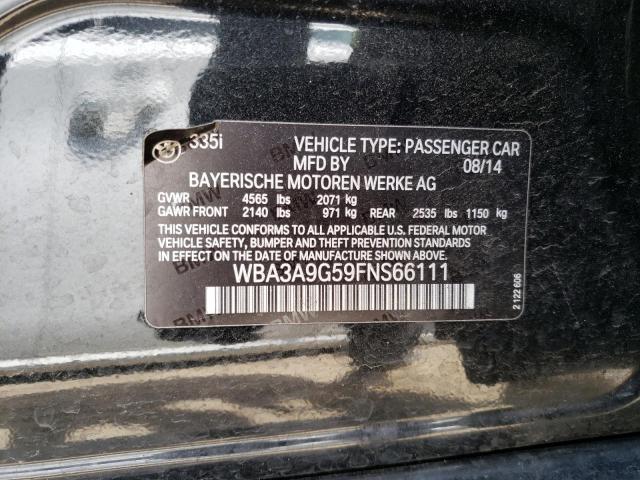 335i VEHICLE TYPE: PASSENGER CAR
MFD BY 08/14
BAYERISCHE MOTOREN WERKE AG
GVWR 4565 lbs 2071 kg
GAWR FRONT 2140 lbs 971 kg REAR 2535 lbs 1150 kg
THIS VEHICLE CONFORMS TO ALL APPLICABLE U.S. FEDERAL MOTOR
VEHICLE SAFETY, BUMPER AND THEFT PREVENTION STANDARDS
IN EFFECT ON THE DATE OF MANUFACTURE SHOWN ABOVE.
WBA3A9G59FNS66111
2 122 606